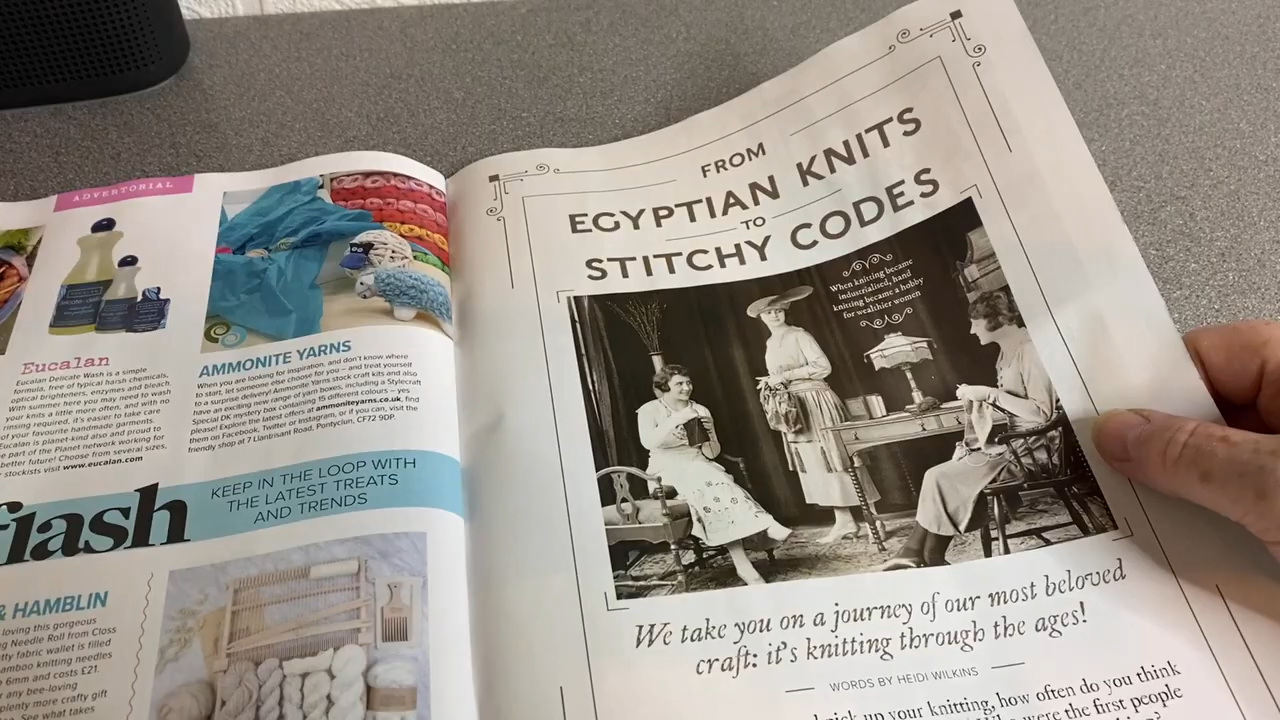 ADVERTORIAL
Eucalan
Eucalan Delicate Wash is a simple
formula, free of typical harsh chemicals,
optical brighteners, enzymes and bleach.
With summer here you may need to wash
your knits a little more often, and with no
rinsing required, it's easier to take care
of your favourite handmade garments.
Eucalan is planet-kind also and proud to
part of the Planet network working for
better future! Choose from several sizes,
stockists visit www.eucalan.com
AMMONITE YARNS
When you are looking for inspiration, and don't know where
to start, let someone else choose for you – and treat yourself
to a surprise delivery! Ammonite Yarns stock craft kits and also
have an exciting new range of yarn boxes, including a Stylecraft
Special DK mystery box containing 15 different colours – yes
please! Explore the latest offers at ammoniteyarns.co.uk, find
them on Facebook, Twitter or Instagram, or if you can, visit the
friendly shop at 7 Llantrisant Road, Pontyclun, CF72 9DP.
flash
KEEP IN THE LOOP WITH
THE LATEST TREATS
AND TRENDS
& HAMBLIN
loving this gorgeous
Needle Roll from Closs
fabric wallet is filled
bamboo knitting needles
6mm and costs £21.
any bee-loving
plenty more crafty gift
See what takes
FROM
EGYPTIAN KNITS
TO
STITCHY CODES
When knitting became
industrialised, hand
knitting became a hobby
for wealthier women
We take you on a journey of our most beloved
craft: it's knitting through the ages!
WORDS BY HEIDI WILKINS
pick up your knitting, how often do you think
were the first people